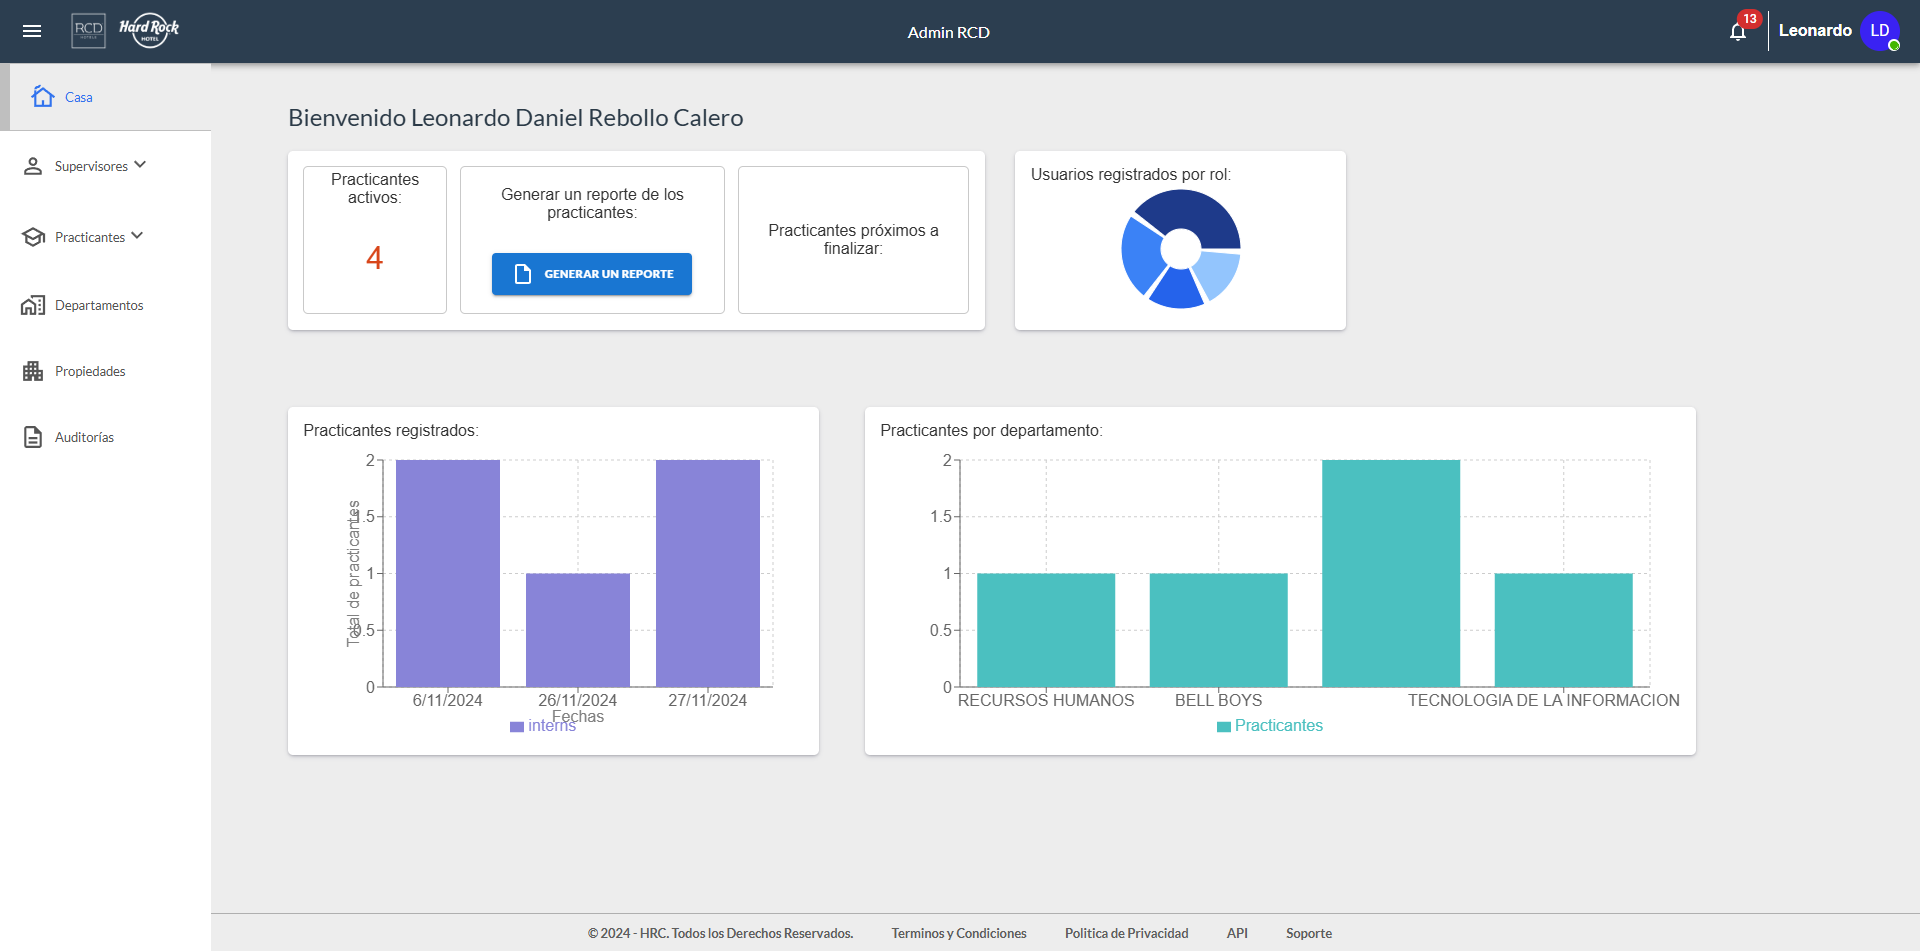 RCD
HOTELS
Hard Rock
HOTEL
Admin RCD
13
Leonardo
LD
Casa
Supervisores
Practicantes
Departamentos
Propiedades
Auditorías
Bienvenido Leonardo Daniel Rebollo Calero
Practicantes
activos:
4
Generar un reporte de los
practicantes:
GENERAR UN REPORTE
Practicantes próximos a
finalizar:
Usuarios registrados por rol:
Practicantes registrados:
Total de practicantes
2
1.5
1
0.5
0
6/11/2024
26/11/2024
27/11/2024
Fechas
interns
Practicantes por departamento:
2
1.5
1
0.5
0
RECURSOS HUMANOS
BELL BOYS
TECNOLOGIA DE LA INFORMACION
Practicantes
© 2024 - HRC. Todos los Derechos Reservados.
Terminos y Condiciones
Politica de Privacidad
API
Soporte